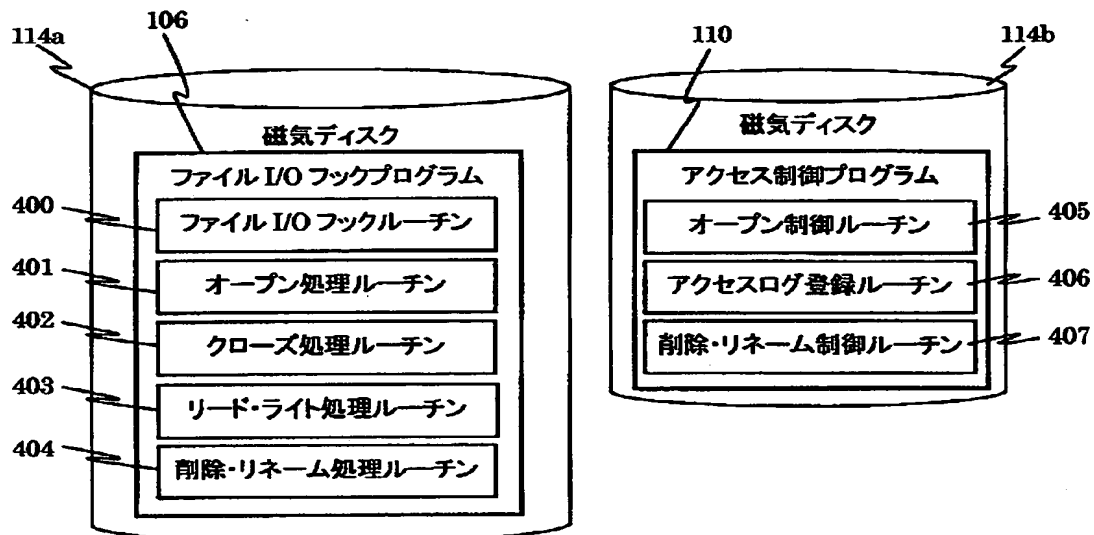 106
114a
磁気ディスク
ファイル I/O フックプログラム
400
ファイル I/O フックルーチン
401
オープン処理ルーチン
402
クローズ処理ルーチン
403
リード・ライト処理ルーチン
404
削除・リネーム処理ルーチン
110
114b
磁気ディスク
アクセス制御プログラム
オープン制御ルーチン
405
アクセスログ登録ルーチン
406
削除・リネーム制御ルーチン
407